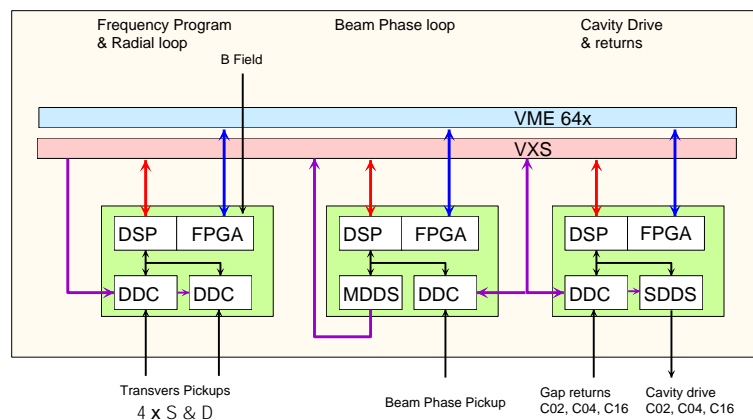 Frequency Program
& Radial loop
Beam Phase loop
Cavity Drive
& returns
B Field
VME 64x
VXS
DSP FPGA
DSP FPGA
DSP FPGA
DDC DDC
MDDS DDC
DDC SDDS
Transvers Pickups
4 x S & D
Beam Phase Pickup
Gap returns
C02, C04, C16
Cavity drive
C02, C04, C16